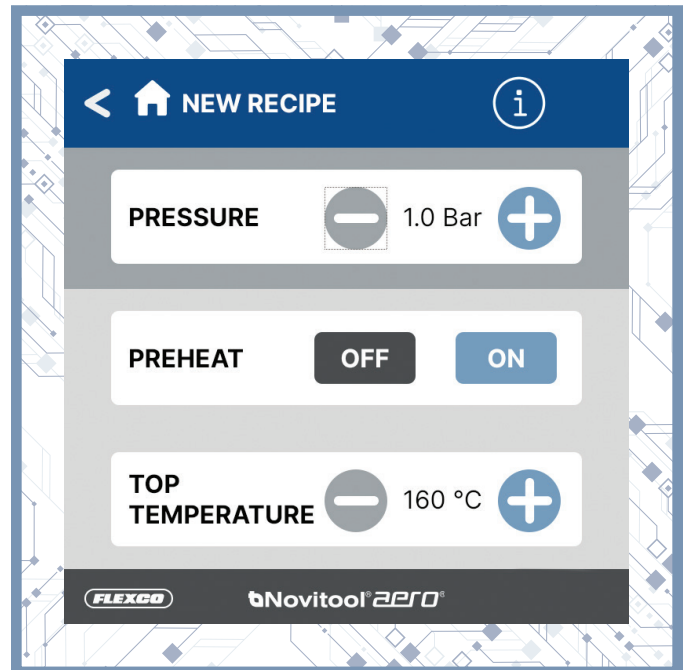 < NEW RECIPE i
PRESSURE 1.0 Bar
PREHEAT OFF ON
TOP
TEMPERATURE 160 °C
FLEXCO Novitool® aero®